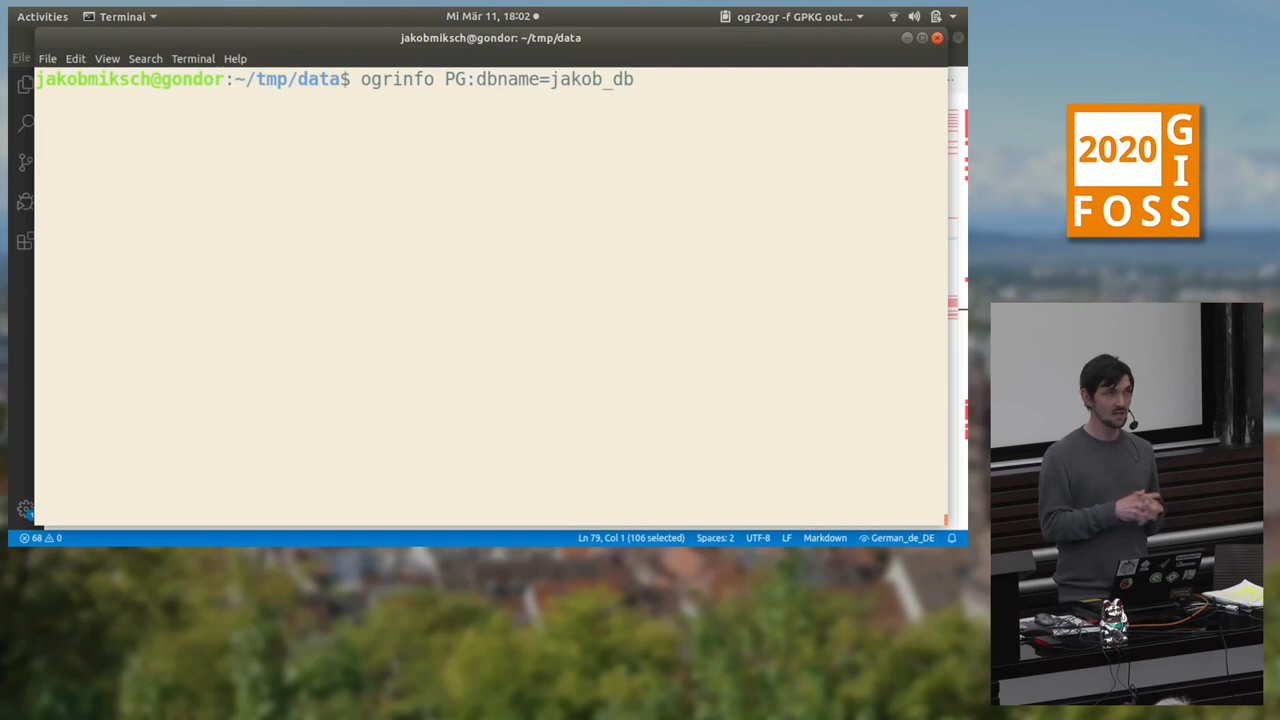 Activities
Terminal
Mi Mär 11, 18:02
ogr2ogr -f GPKG out...
jakobmiksch@gondor: ~/tmp/data
File
File Edit View Search Terminal Help
jakobmiksch@gondor:~/tmp/data$ ogrinfo PG:dbname=jakob_db
68 0
Ln 79, Col 1 (106 selected) Spaces: 2 UTF-8 LF Markdown German_de_DE
2020
G
I
FOSS